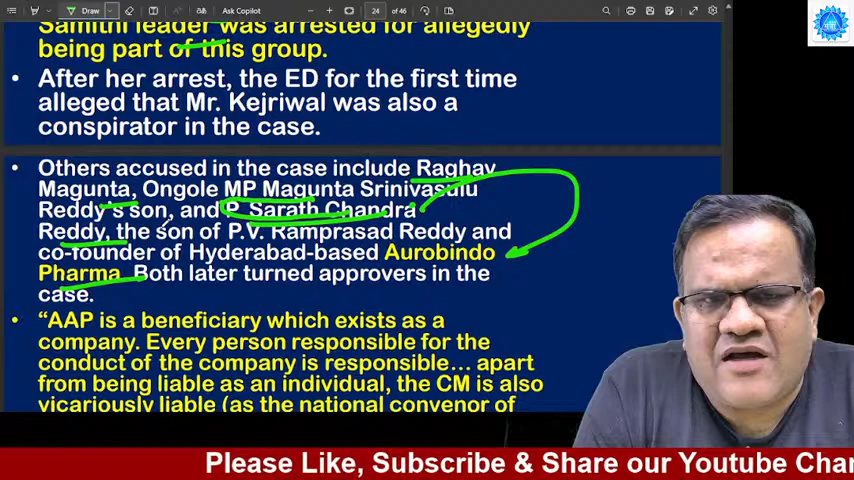 Draw
Ask Copilot
24 of 46
Samithi leader was arrested for allegedly
being part of this group.
• After her arrest, the ED for the first time
alleged that Mr. Kejriwal was also a
conspirator in the case.
• Others accused in the case include Raghav
Magunta, Ongole MP Magunta Srinivasulu
Reddy's son, and P. Sarath Chandra
Reddy, the son of P.V. Ramprasad Reddy and
co-founder of Hyderabad-based Aurobindo
Pharma. Both later turned approvers in the
case.
• “AAP is a beneficiary which exists as a
company. Every person responsible for the
conduct of the company is responsible… apart
from being liable as an individual, the CM is also
vicariously liable (as the national convenor of
Please Like, Subscribe & Share our Youtube Cha